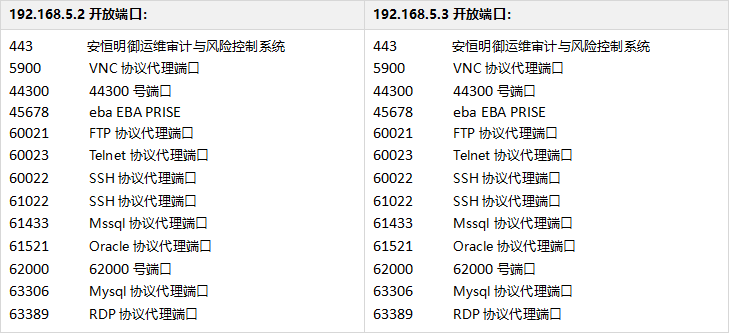 192.168.5.2 开放端口:
443 安恒明御运维审计与风险控制系统
5900 VNC 协议代理端口
44300 44300 号端口
45678 eba EBA PRISE
60021 FTP 协议代理端口
60023 Telnet 协议代理端口
60022 SSH 协议代理端口
61022 SSH 协议代理端口
61433 Mssql 协议代理端口
61521 Oracle 协议代理端口
62000 62000 号端口
63306 Mysql 协议代理端口
63389 RDP 协议代理端口
192.168.5.3 开放端口:
443 安恒明御运维审计与风险控制系统
5900 VNC 协议代理端口
44300 44300 号端口
45678 eba EBA PRISE
60021 FTP 协议代理端口
60023 Telnet 协议代理端口
60022 SSH 协议代理端口
61022 SSH 协议代理端口
61433 Mssql 协议代理端口
61521 Oracle 协议代理端口
62000 62000 号端口
63306 Mysql 协议代理端口
63389 RDP 协议代理端口